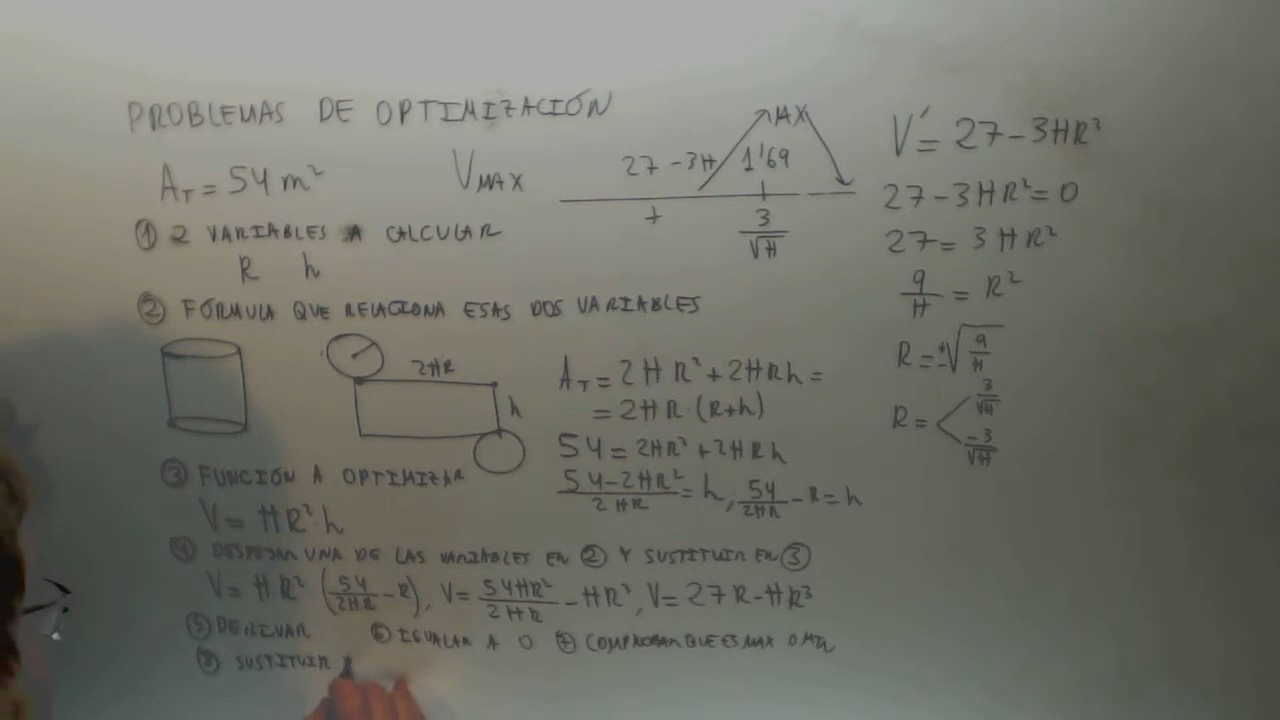 PROBLEMAS DE OPTIMIZACIÓN
A_T = 54 m²
V_MAX
① 2 VARIABLES A CALCULAR
R h
② FÓRMULA QUE RELACIONA ESAS DOS VARIABLES
2πR
h
A_T = 2πR² + 2πRh =
= 2πR·(R+h)
54 = 2πR² + 2πRh
(54 - 2πR²)/(2πR) = h, 54/(2πR) - R = h
③ FUNCIÓN A OPTIMIZAR
V = πR²h
④ DESPEJAR UNA DE LAS VARIABLES EN ② Y SUSTITUIR EN ③
V = πR² (54/(2πR) - R), V = 54πR²/(2πR) - πR³, V = 27R - πR³
⑤ DERIVAR ⑥ IGUALAR A 0 ⑦ COMPROBAR QUE ES MAX O MIN
⑧ SUSTITUIR
27 - 3π
MAX
1'69
+
3/√π
V' = 27 - 3πR²
27 - 3πR² = 0
27 = 3πR²
9/π = R²
R = ±√(9/π)
R = < 3/√π
-3/√π